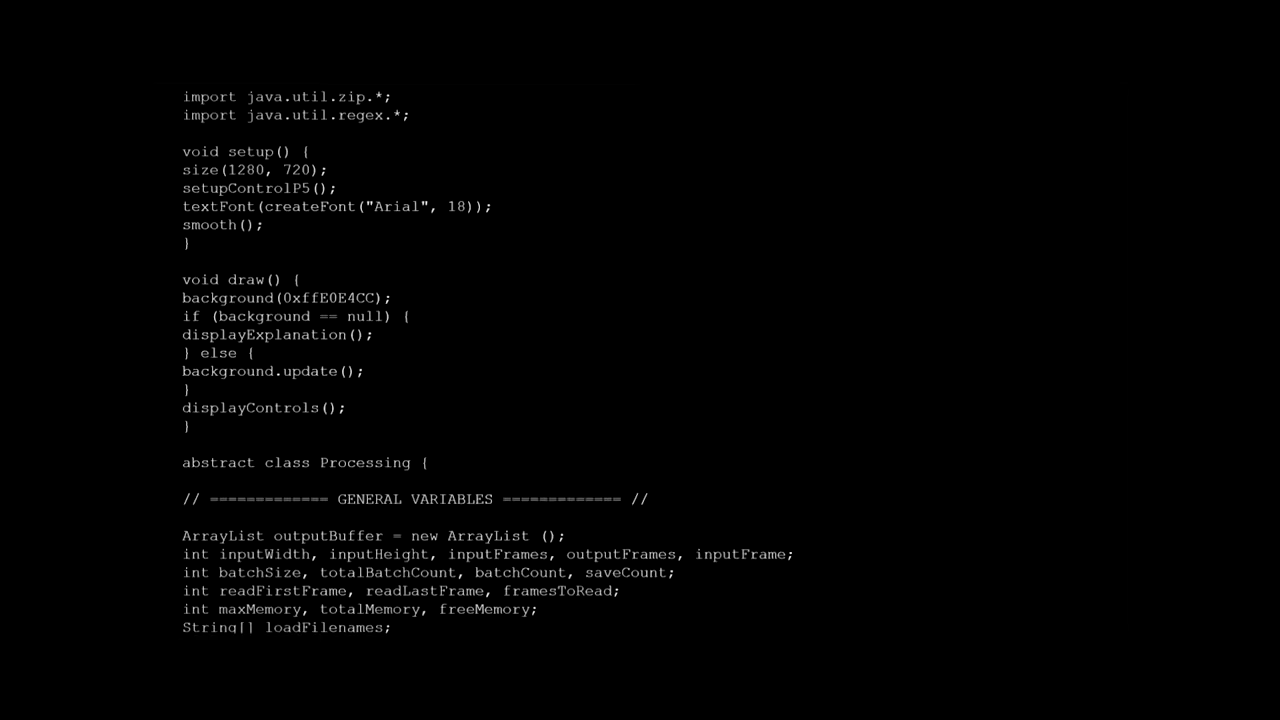 import java.util.zip.*;
import java.util.regex.*;
void setup() {
size(1280, 720);
setupControlP5();
textFont(createFont("Arial", 18));
smooth();
}
void draw() {
background(0xffE0E4CC);
if (background == null) {
displayExplanation();
} else {
background.update();
}
displayControls();
}
abstract class Processing {
// ============= GENERAL VARIABLES ============= //
ArrayList outputBuffer = new ArrayList ();
int inputWidth, inputHeight, inputFrames, outputFrames, inputFrame;
int batchSize, totalBatchCount, batchCount, saveCount;
int readFirstFrame, readLastFrame, framesToRead;
int maxMemory, totalMemory, freeMemory;
String[] loadFilenames;